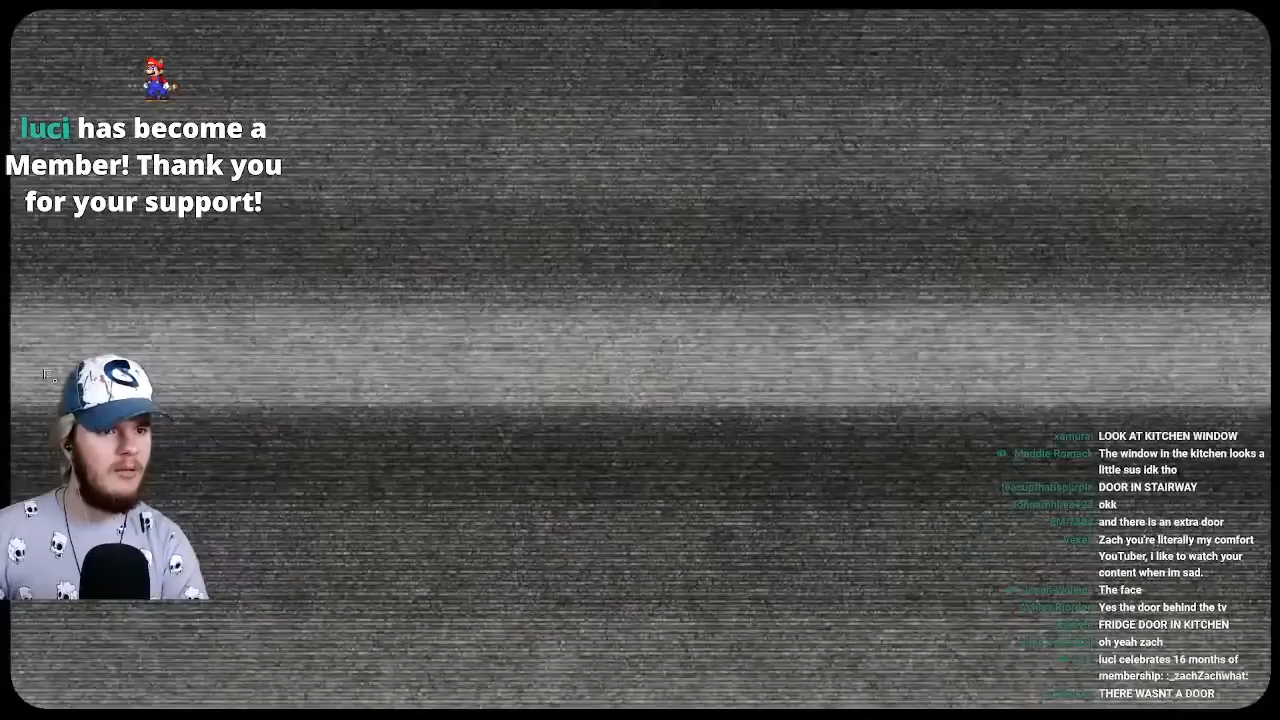 luci has become a
Member! Thank you
for your support!
xamurai LOOK AT KITCHEN WINDOW
Maddie Romack The window in the kitchen looks a
little sus idk tho
DOOR IN STAIRWAY
okk
and there is an extra door
Zach you're literally my comfort
YouTuber, i like to watch your
content when im sad.
The face
Yes the door behind the tv
FRIDGE DOOR IN KITCHEN
oh yeah zach
luci celebrates 16 months of
membership: :_zachZachwhat:
THERE WASNT A DOOR